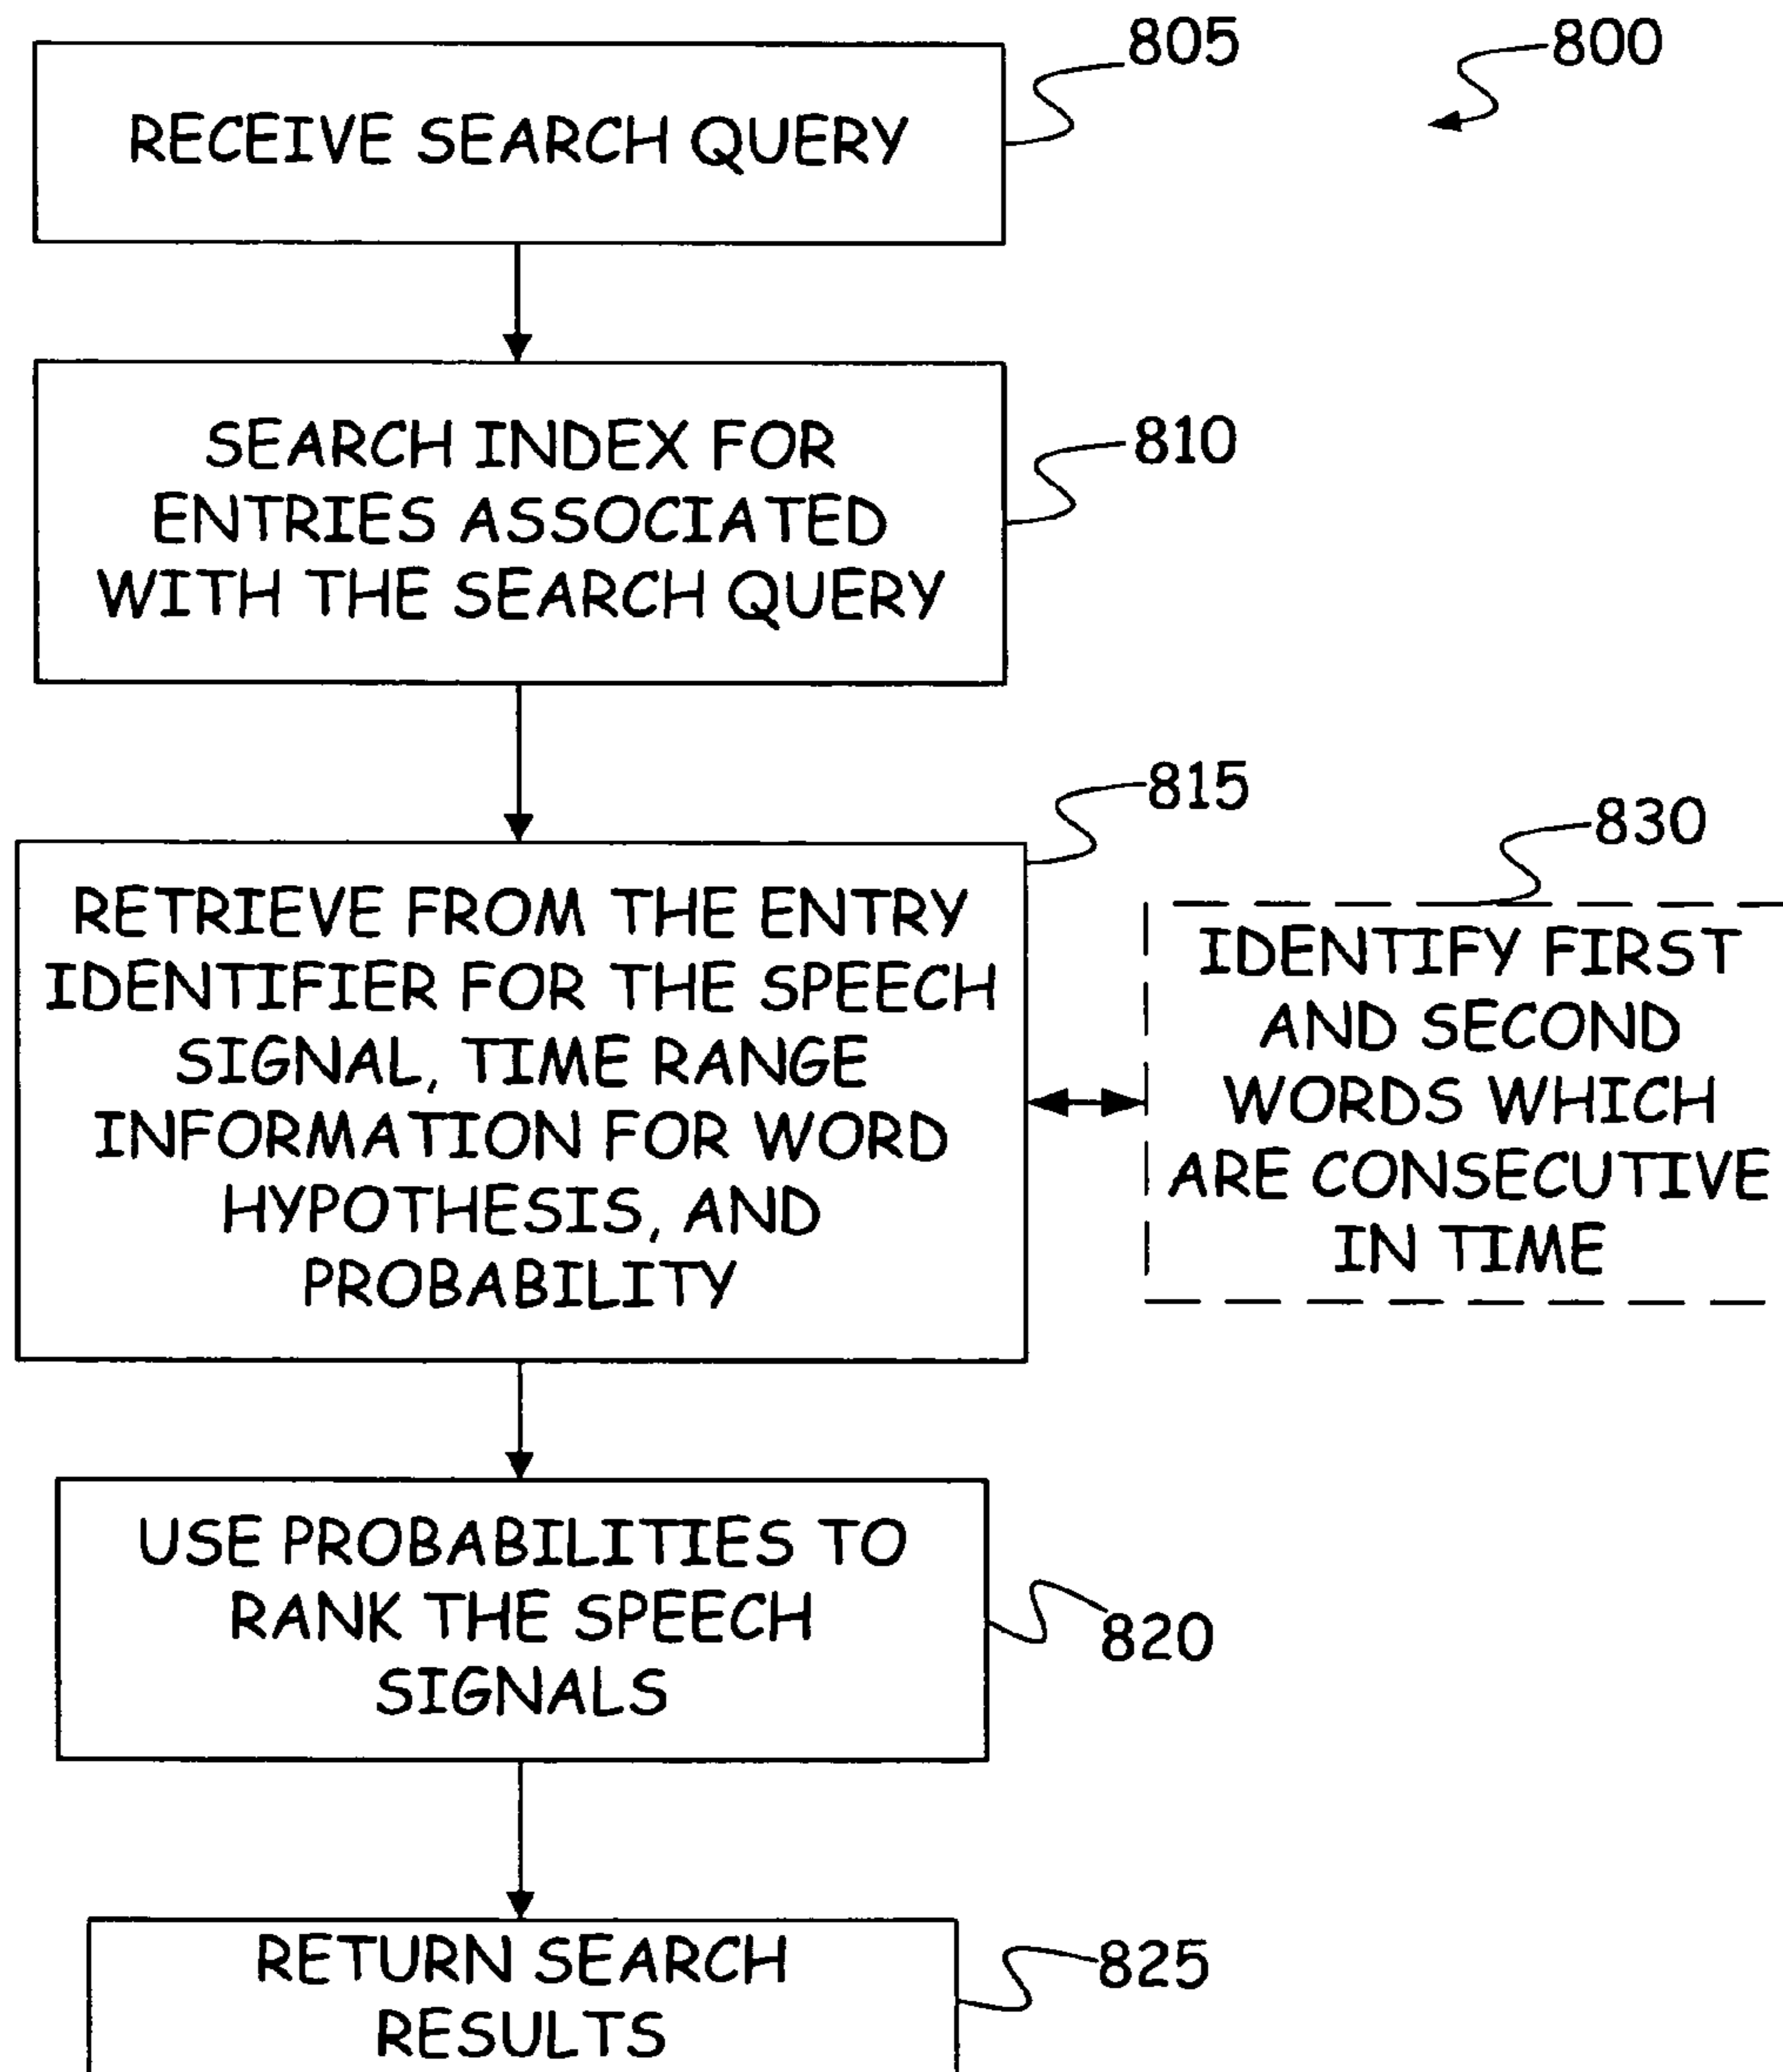 805
800
RECEIVE SEARCH QUERY
SEARCH INDEX FOR
ENTRIES ASSOCIATED
WITH THE SEARCH QUERY
810
815
830
RETRIEVE FROM THE ENTRY
IDENTIFIER FOR THE SPEECH
SIGNAL, TIME RANGE
INFORMATION FOR WORD
HYPOTHESIS, AND
PROBABILITY
IDENTIFY FIRST
AND SECOND
WORDS WHICH
ARE CONSECUTIVE
IN TIME
USE PROBABILITIES TO
RANK THE SPEECH
SIGNALS
820
RETURN SEARCH
RESULTS
825